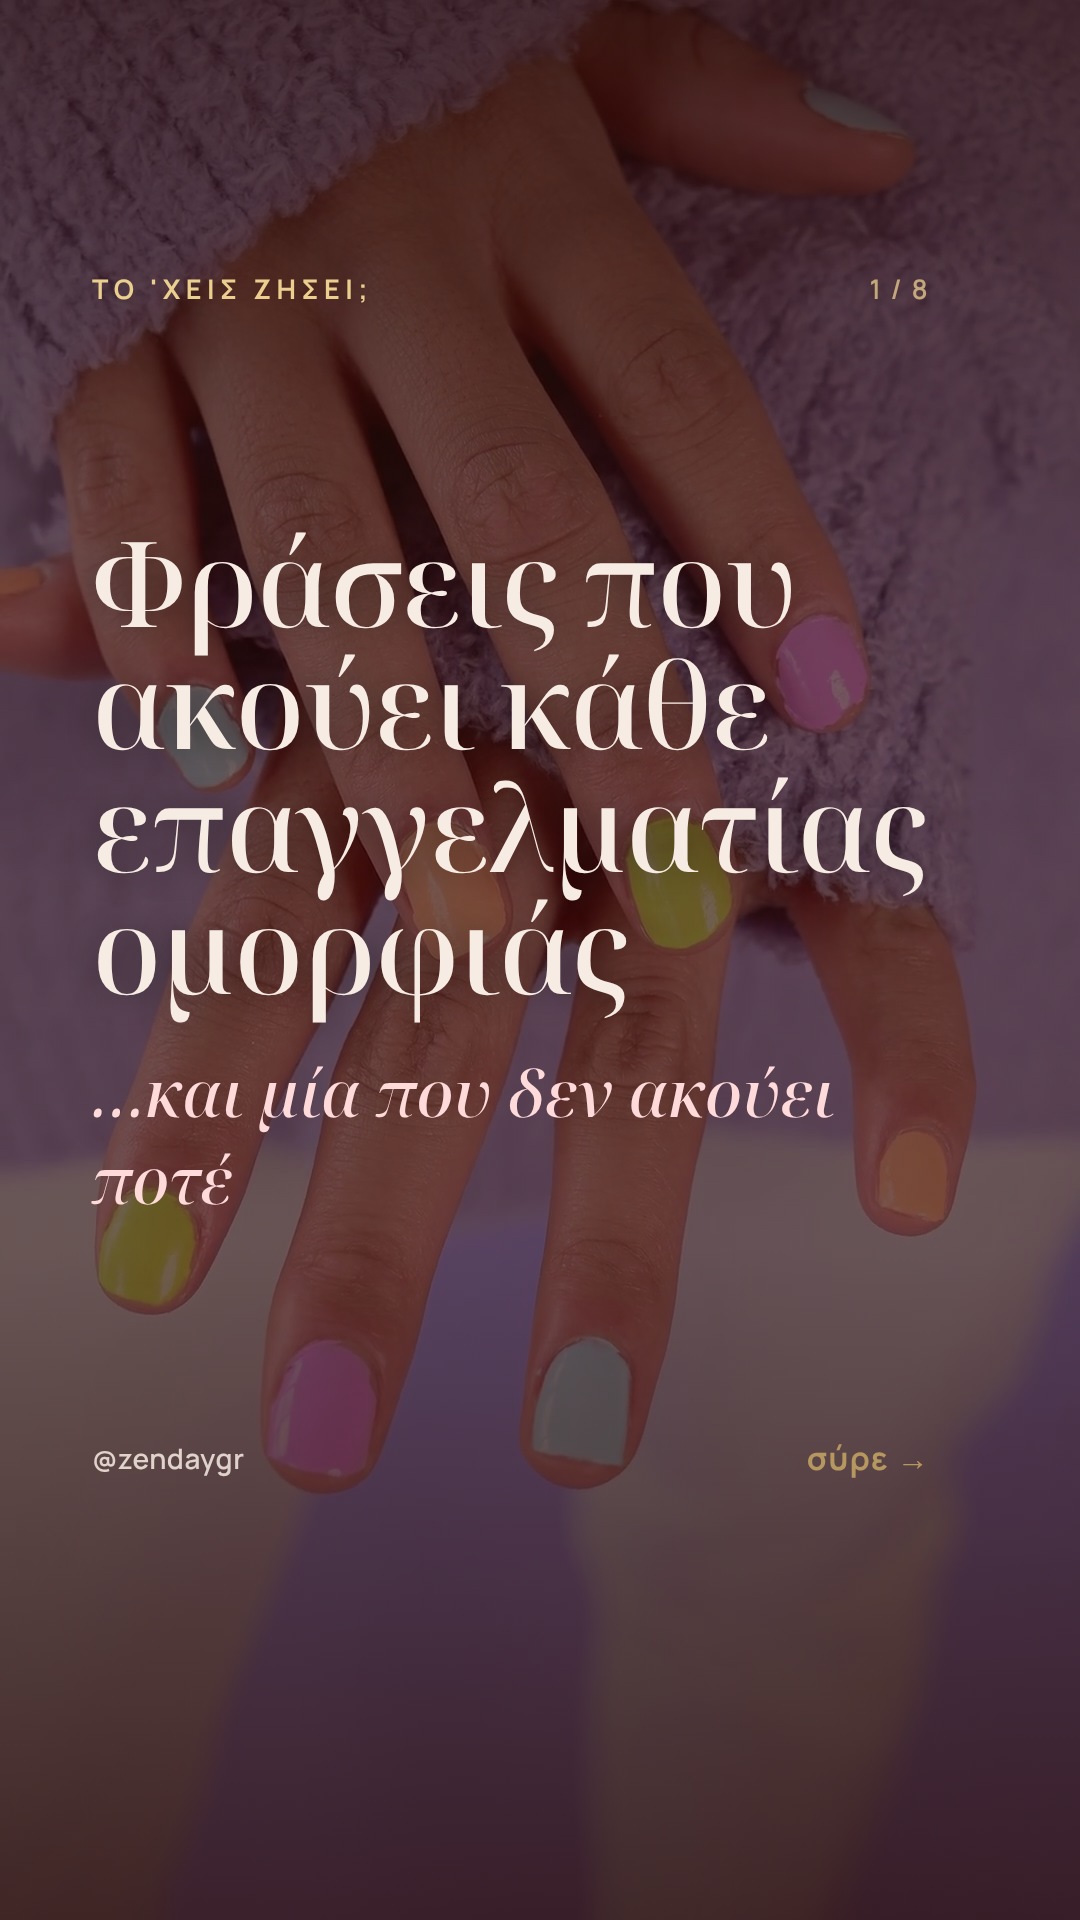 ΤΟ 'ΧΕΙΣ ΖΗΣΕΙ;
1 / 8
Φράσεις που
ακούει κάθε
επαγγελματίας
ομορφιάς
...και μία που δεν ακούει
ποτέ
@zendaygr
σύρε →